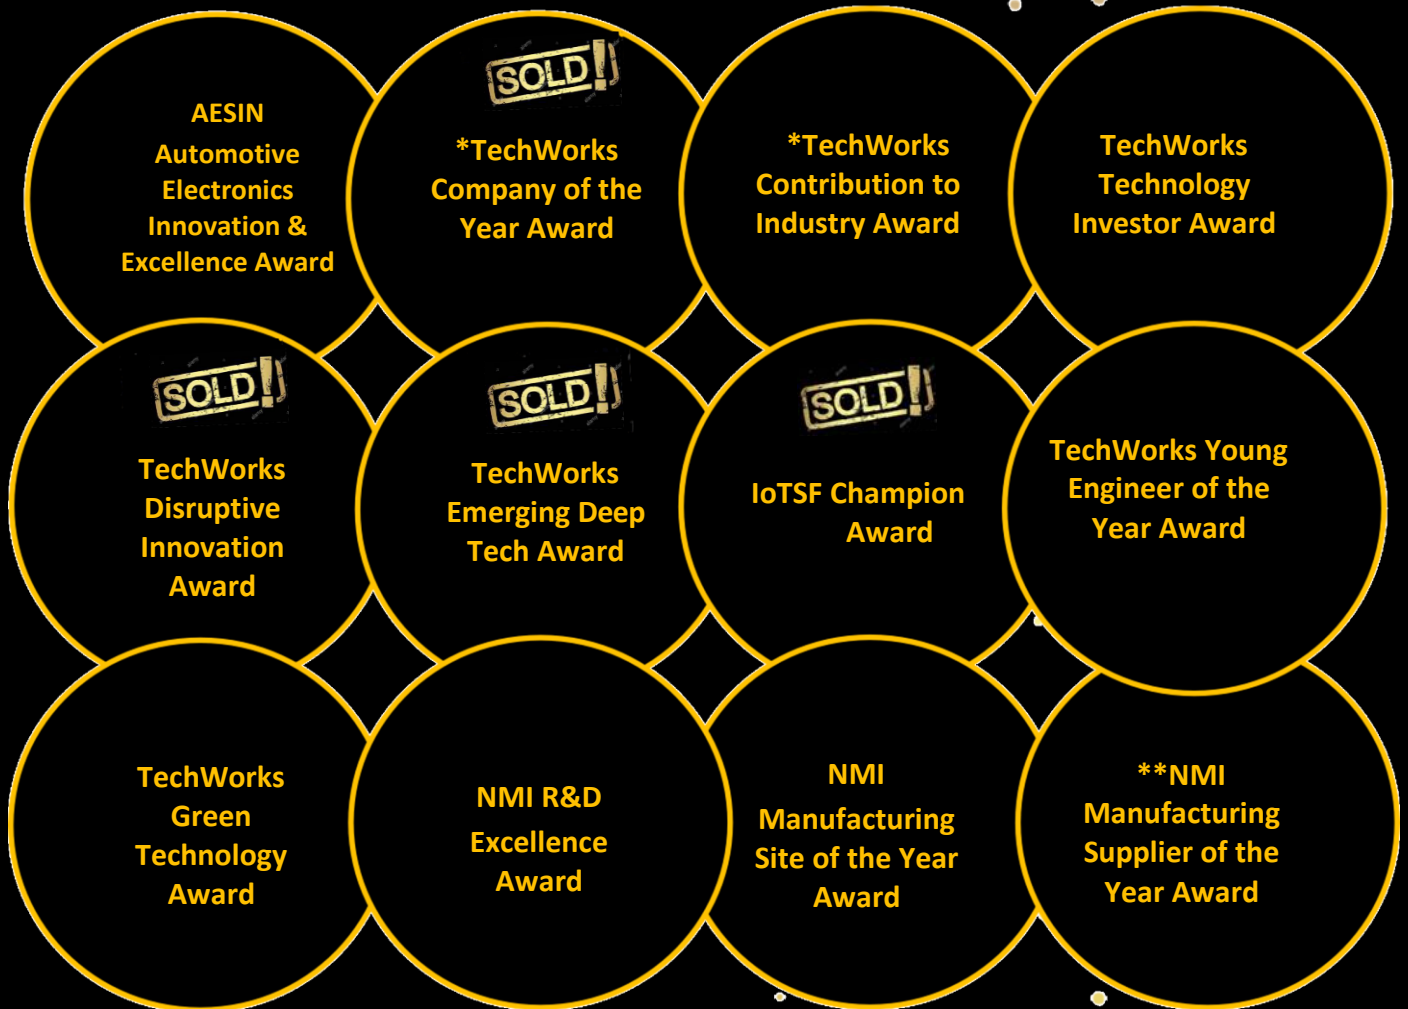 AESIN
Automotive
Electronics
Innovation &
Excellence Award
SOLD!
*TechWorks
Company of the
Year Award
*TechWorks
Contribution to
Industry Award
TechWorks
Technology
Investor Award
SOLD!
TechWorks
Disruptive
Innovation
Award
SOLD!
TechWorks
Emerging Deep
Tech Award
SOLD!
IoTSF Champion
Award
TechWorks Young
Engineer of the
Year Award
TechWorks
Green
Technology
Award
NMI R&D
Excellence
Award
NMI
Manufacturing
Site of the Year
Award
**NMI
Manufacturing
Supplier of the
Year Award